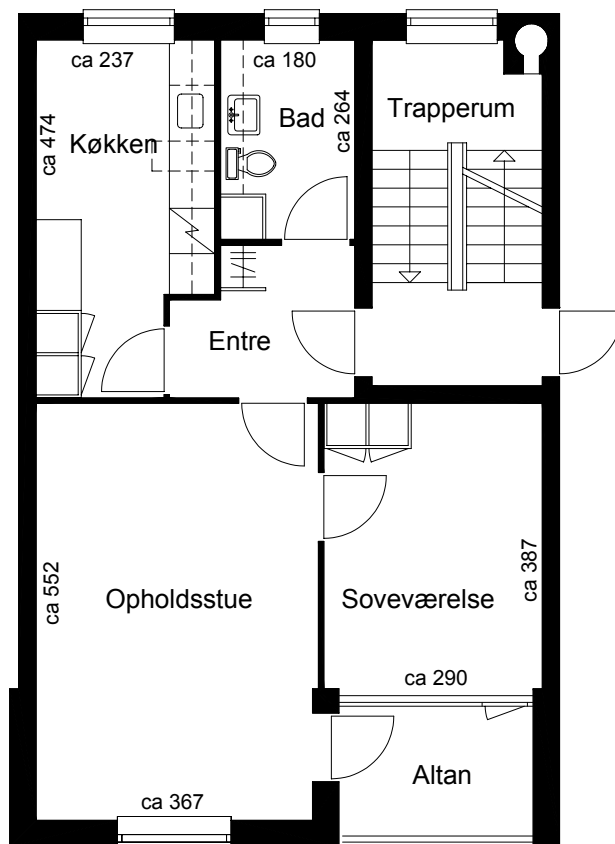 ca 237
ca 180
ca 474
Køkken
Bad
ca 264
Trapperum
Entre
ca 552
Opholdsstue
Soveværelse
ca 387
ca 290
Altan
ca 367